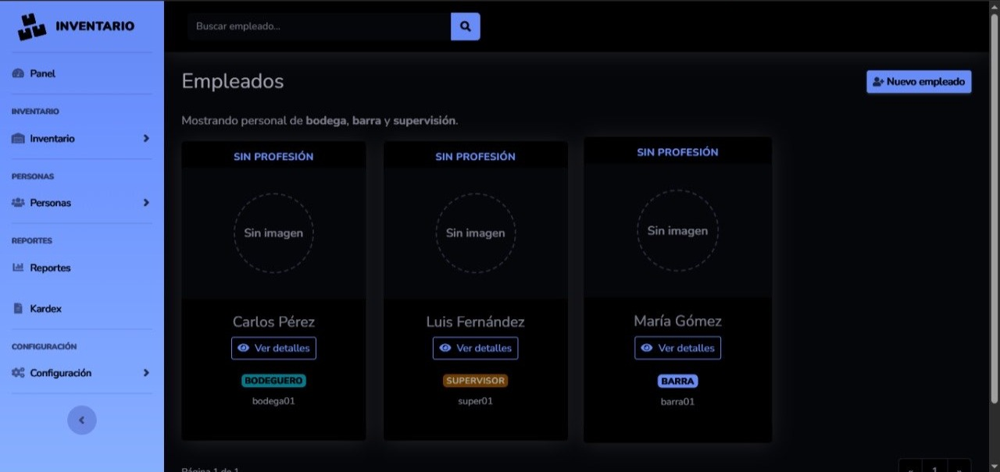 INVENTARIO
Buscar empleado...
Panel
Empleados
Nuevo empleado
INVENTARIO
Inventario
Mostrando personal de bodega, barra y supervisión.
PERSONAS
Personas
REPORTES
Reportes
Kardex
CONFIGURACIÓN
Configuración
SIN PROFESIÓN
Sin imagen
Carlos Pérez
Ver detalles
BODEGUERO
bodega01
SIN PROFESIÓN
Sin imagen
Luis Fernández
Ver detalles
SUPERVISOR
super01
SIN PROFESIÓN
Sin imagen
María Gómez
Ver detalles
BARRA
barra01
Página 1 de 1
« 1 »